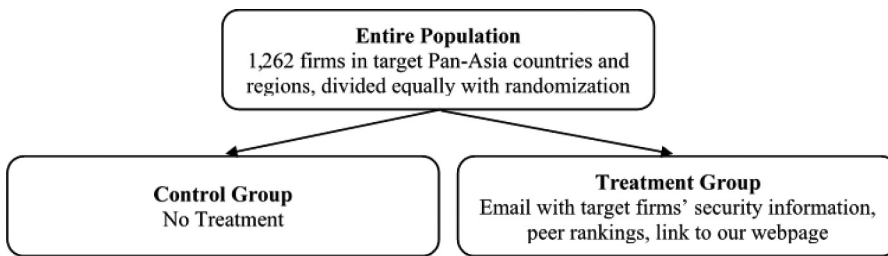 Entire Population
1,262 firms in target Pan-Asia countries and
regions, divided equally with randomization
Control Group
No Treatment
Treatment Group
Email with target firms’ security information,
peer rankings, link to our webpage